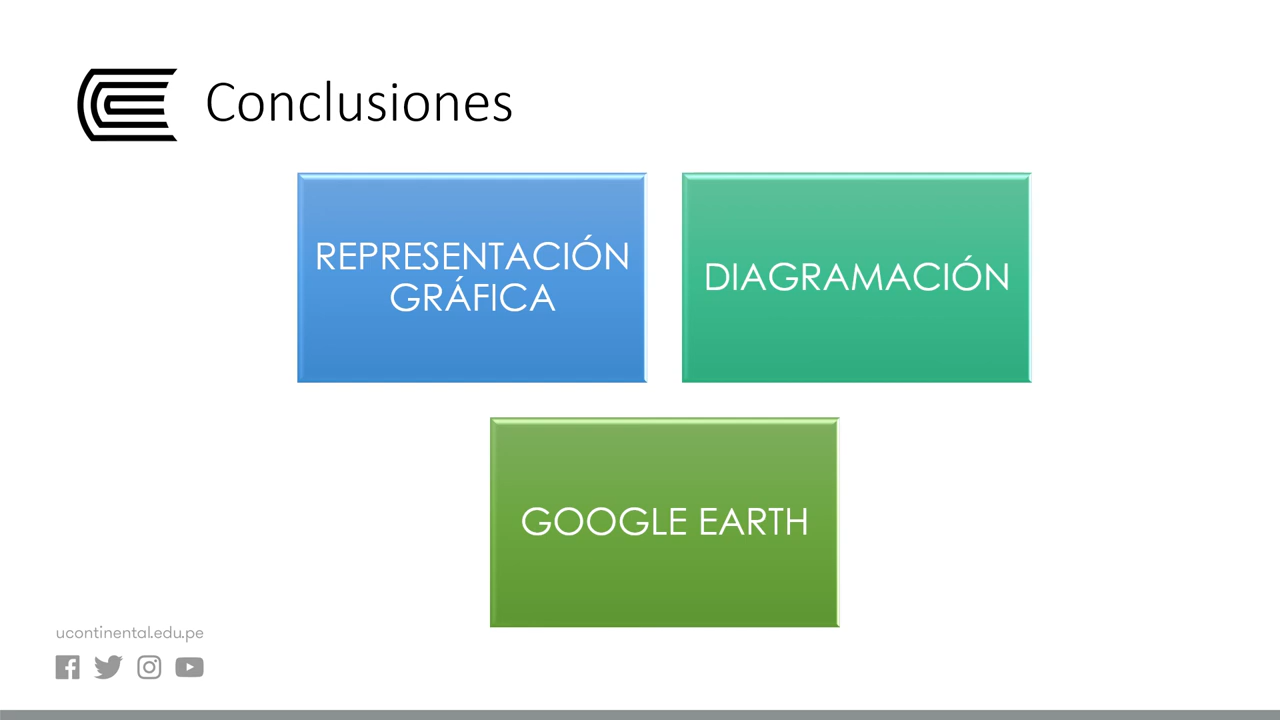 Conclusiones
REPRESENTACIÓN
GRÁFICA
DIAGRAMACIÓN
GOOGLE EARTH
ucontinental.edu.pe